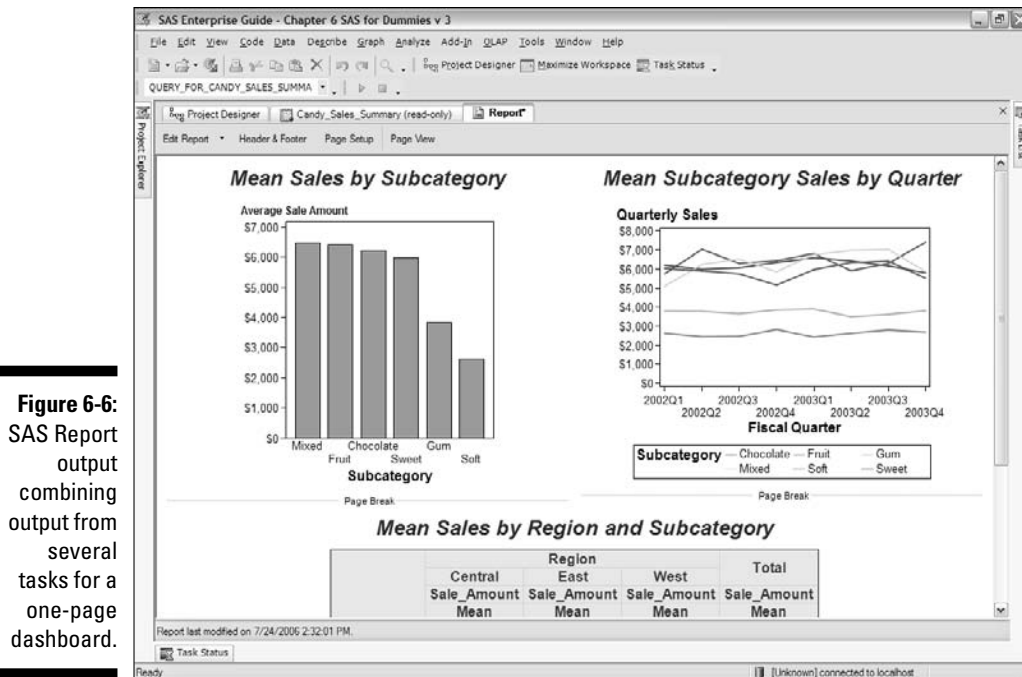 SAS Enterprise Guide - Chapter 6 SAS for Dummies v 3
File Edit View Code Data Describe Graph Analyze Add-In OLAP Tools Window Help
Project Designer Maximize Workspace Task Status
QUERY_FOR_CANDY_SALES_SUMMA
Project Explorer
Project Designer Candy_Sales_Summary (read-only) Report*
Edit Report Header & Footer Page Setup Page View
Mean Sales by Subcategory
Average Sale Amount
$7,000
$6,000
$5,000
$4,000
$3,000
$2,000
$1,000
$0
Mixed Chocolate Gum
Fruit Sweet Soft
Subcategory
Page Break
Mean Subcategory Sales by Quarter
Quarterly Sales
$8,000
$7,000
$6,000
$5,000
$4,000
$3,000
$2,000
$1,000
$0
2002Q1 2002Q3 2003Q1 2003Q3
2002Q2 2002Q4 2003Q2 2003Q4
Fiscal Quarter
Subcategory Chocolate Fruit Gum
Mixed Soft Sweet
Page Break
Mean Sales by Region and Subcategory
Region Total
Central East West
Sale_Amount Sale_Amount Sale_Amount Sale_Amount
Mean Mean Mean Mean
Report last modified on 7/24/2006 2:32:01 PM.
Task Status
Ready [Unknown] connected to localhost
Figure 6-6:
SAS Report
output
combining
output from
several
tasks for a
one-page
dashboard.